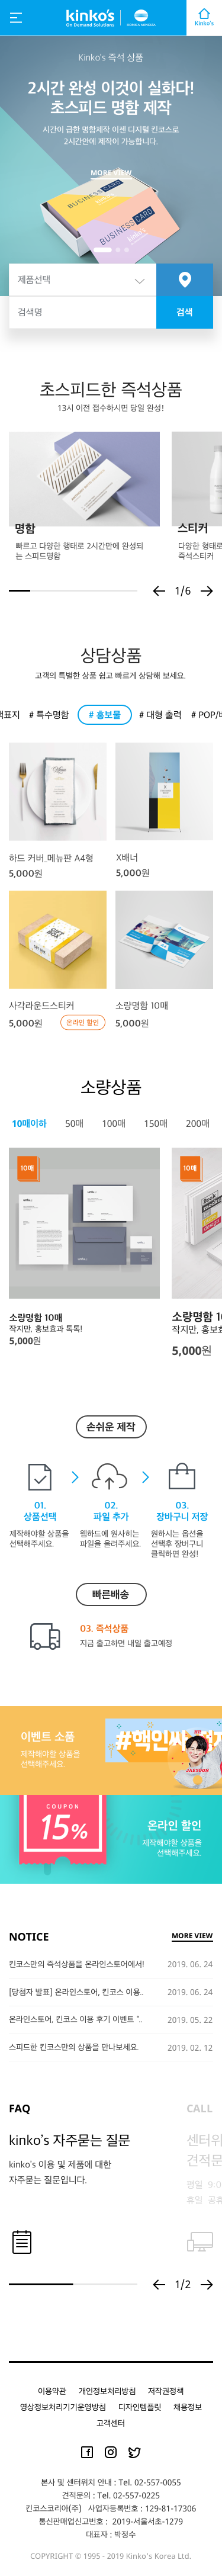 kinko's
On Demand Solutions
Kinko's
Kinko's 즉석 상품
2시간 완성 이것이 실화다!
초스피드 명함 제작
시간이 급한 명함제작 이젠 디지털 킨코스로
2시간만에 제작이 가능합니다.
MORE VIEW
BUSINESS CARD
BUSINESS CARD
제품선택
검색명
검색
초스피드한 즉석상품
13시 이전 접수하시면 당일 완성!
명함
빠르고 다양한 행태로 2시간만에 완성되
는 스피드명함
스티커
다양한 형태로
즉석스티커
1/6
상담상품
고객의 특별한 상품 쉽고 빠르게 상담해 보세요.
책표지 # 특수명함 # 홍보물 # 대형 출력 # POP/배
하드 커버_메뉴판 A4형
5,000원
X배너
5,000원
사각라운드스티커
5,000원
온라인 할인
소량명함 10매
5,000원
소량상품
10매이하 50매 100매 150매 200매
10매
10매
소량명함 10매
작지만, 홍보효과 톡톡!
5,000원
소량명함 10
작지만, 홍보효
5,000원
손쉬운 제작
01.
상품선택
제작해야할 상품을
선택해주세요.
02.
파일 추가
웹하드에 원사히는
파일을 올려주세요.
03.
장바구니 저장
원하시는 옵션을
선택후 장바구니
클릭하면 완성!
빠른배송
03. 즉석상품
지금 출고하면 내일 출고예정
이벤트 소품
제작해야할 상품을
선택해주세요.
#핵인싸
JAETOON
COUPON
15%
온라인 할인
제작해야할 상품을
선택해주세요.
NOTICE
MORE VIEW
킨코스만의 즉석상품을 온라인스토어에서! 2019. 06. 24
[당첨자 발표] 온라인스토어, 킨코스 이용.. 2019. 06. 24
온라인스토어, 킨코스 이용 후기 이벤트 ".. 2019. 05. 22
스피드한 킨코스만의 상품을 만나보세요. 2019. 02. 12
FAQ
kinko's 자주묻는 질문
kinko's 이용 및 제품에 대한
자주묻는 질문입니다.
CALL
센터위
견적문
평일 9:0
휴일 공휴
1/2
이용약관 개인정보처리방침 저작권정책
영상정보처리기기운영방침 디자인템플릿 채용정보
고객센터
본사 및 센터위치 안내 : Tel. 02-557-0055
견적문의 : Tel. 02-557-0225
킨코스코리아(주) 사업자등록번호 : 129-81-17306
통신판매업신고번호 : 2019-서울서초-1279
대표자 : 박정수
COPYRIGHT © 1995 - 2019 Kinko's Korea Ltd.